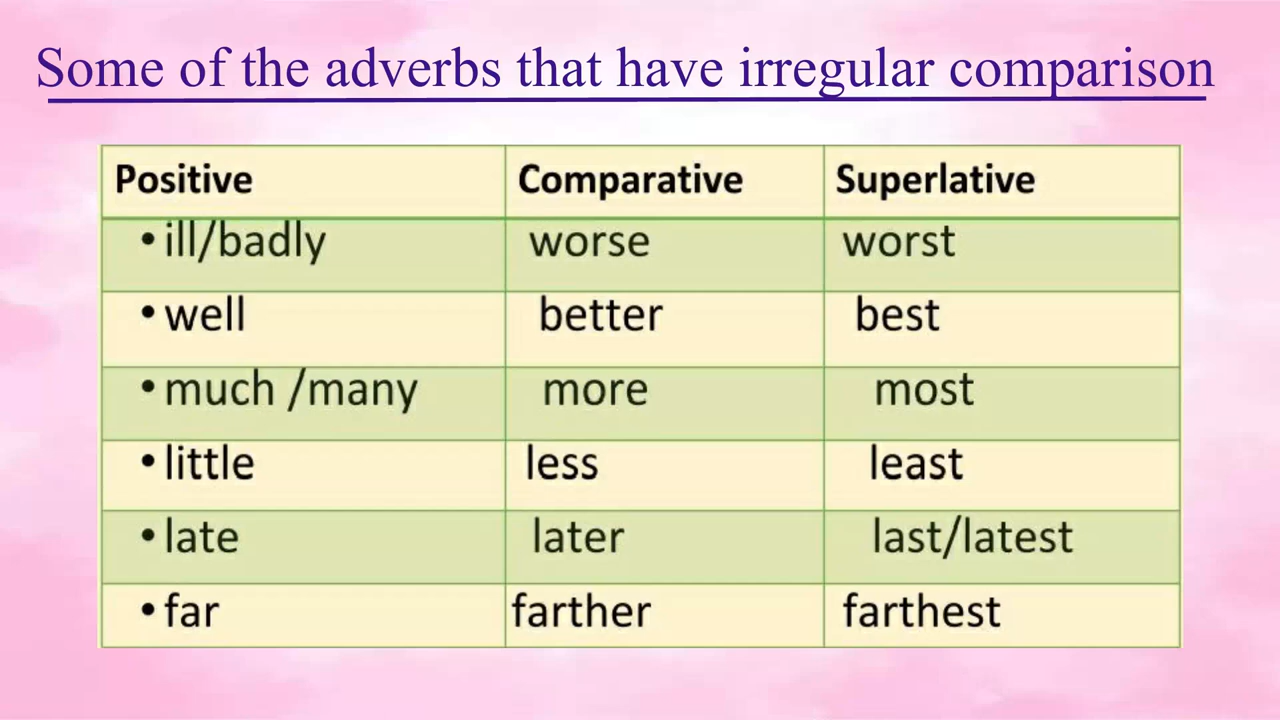 Some of the adverbs that have irregular comparison
Positive Comparative Superlative
• ill/badly worse worst
• well better best
• much /many more most
• little less least
• late later last/latest
• far farther farthest